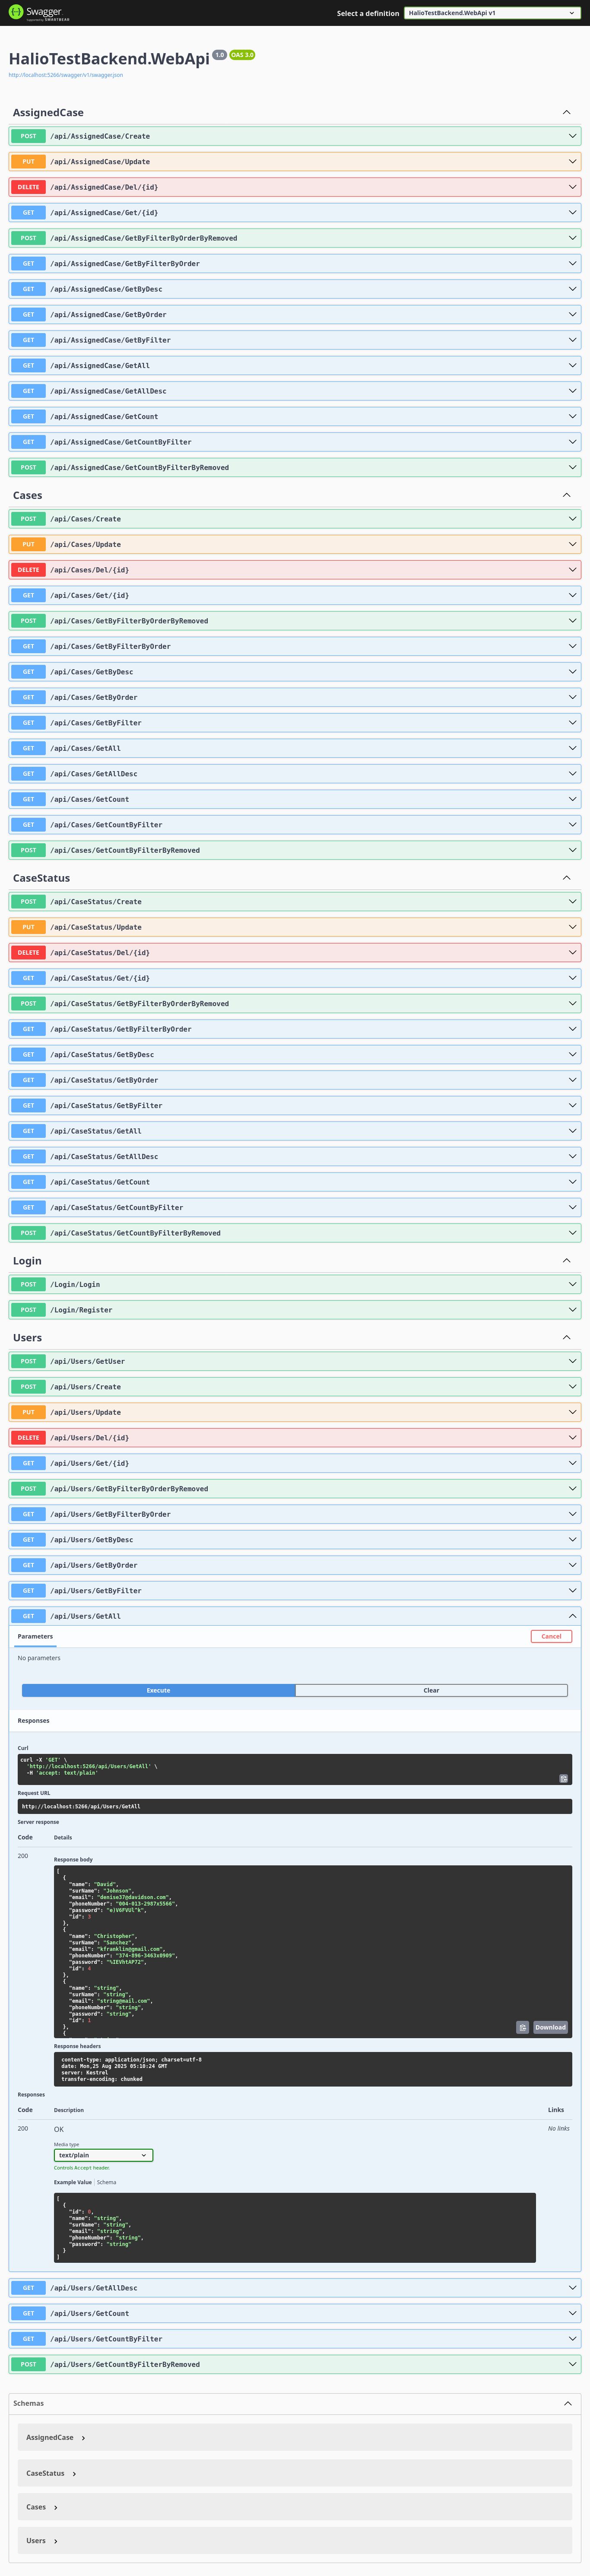 Swagger
Supported by SMARTBEAR
Select a definition
HalioTestBackend.WebApi v1
HalioTestBackend.WebApi 1.0 OAS 3.0
http://localhost:5266/swagger/v1/swagger.json
AssignedCase
POST /api/AssignedCase/Create
PUT /api/AssignedCase/Update
DELETE /api/AssignedCase/Del/{id}
GET /api/AssignedCase/Get/{id}
POST /api/AssignedCase/GetByFilterByOrderByRemoved
GET /api/AssignedCase/GetByFilterByOrder
GET /api/AssignedCase/GetByDesc
GET /api/AssignedCase/GetByOrder
GET /api/AssignedCase/GetByFilter
GET /api/AssignedCase/GetAll
GET /api/AssignedCase/GetAllDesc
GET /api/AssignedCase/GetCount
GET /api/AssignedCase/GetCountByFilter
POST /api/AssignedCase/GetCountByFilterByRemoved
Cases
POST /api/Cases/Create
PUT /api/Cases/Update
DELETE /api/Cases/Del/{id}
GET /api/Cases/Get/{id}
POST /api/Cases/GetByFilterByOrderByRemoved
GET /api/Cases/GetByFilterByOrder
GET /api/Cases/GetByDesc
GET /api/Cases/GetByOrder
GET /api/Cases/GetByFilter
GET /api/Cases/GetAll
GET /api/Cases/GetAllDesc
GET /api/Cases/GetCount
GET /api/Cases/GetCountByFilter
POST /api/Cases/GetCountByFilterByRemoved
CaseStatus
POST /api/CaseStatus/Create
PUT /api/CaseStatus/Update
DELETE /api/CaseStatus/Del/{id}
GET /api/CaseStatus/Get/{id}
POST /api/CaseStatus/GetByFilterByOrderByRemoved
GET /api/CaseStatus/GetByFilterByOrder
GET /api/CaseStatus/GetByDesc
GET /api/CaseStatus/GetByOrder
GET /api/CaseStatus/GetByFilter
GET /api/CaseStatus/GetAll
GET /api/CaseStatus/GetAllDesc
GET /api/CaseStatus/GetCount
GET /api/CaseStatus/GetCountByFilter
POST /api/CaseStatus/GetCountByFilterByRemoved
Login
POST /Login/Login
POST /Login/Register
Users
POST /api/Users/GetUser
POST /api/Users/Create
PUT /api/Users/Update
DELETE /api/Users/Del/{id}
GET /api/Users/Get/{id}
POST /api/Users/GetByFilterByOrderByRemoved
GET /api/Users/GetByFilterByOrder
GET /api/Users/GetByDesc
GET /api/Users/GetByOrder
GET /api/Users/GetByFilter
GET /api/Users/GetAll
Parameters
Cancel
No parameters
Execute
Clear
Responses
Curl
curl -X 'GET' \
'http://localhost:5266/api/Users/GetAll' \
-H 'accept: text/plain'
Request URL
http://localhost:5266/api/Users/GetAll
Server response
Code Details
200
Response body
[
{
"name": "David",
"surName": "Johnson",
"email": "denise37@davidson.com",
"phoneNumber": "004-813-2987x5566",
"id": 3
},
{
"name": "Christopher",
"surName": "Sanchez",
"email": "kfranklin@gmail.com",
"phoneNumber": "374-896-3463x0909",
"id": 4
},
{
"name": "string",
"surName": "string",
"email": "string@mail.com",
"phoneNumber": "string",
"password": "string",
"id": 1
},
{
Download
Response headers
content-type: application/json; charset=utf-8
date: Mon,25 Aug 2025 05:10:24 GMT
server: Kestrel
transfer-encoding: chunked
Responses
Code Description Links
200 OK No links
Media type
text/plain
Controls Accept header.
Example Value Schema
[
{
"id": 0,
"name": "string",
"surName": "string",
"email": "string",
"phoneNumber": "string",
"password": "string"
}
]
GET /api/Users/GetAllDesc
GET /api/Users/GetCount
GET /api/Users/GetCountByFilter
POST /api/Users/GetCountByFilterByRemoved
Schemas
AssignedCase
CaseStatus
Cases
Users